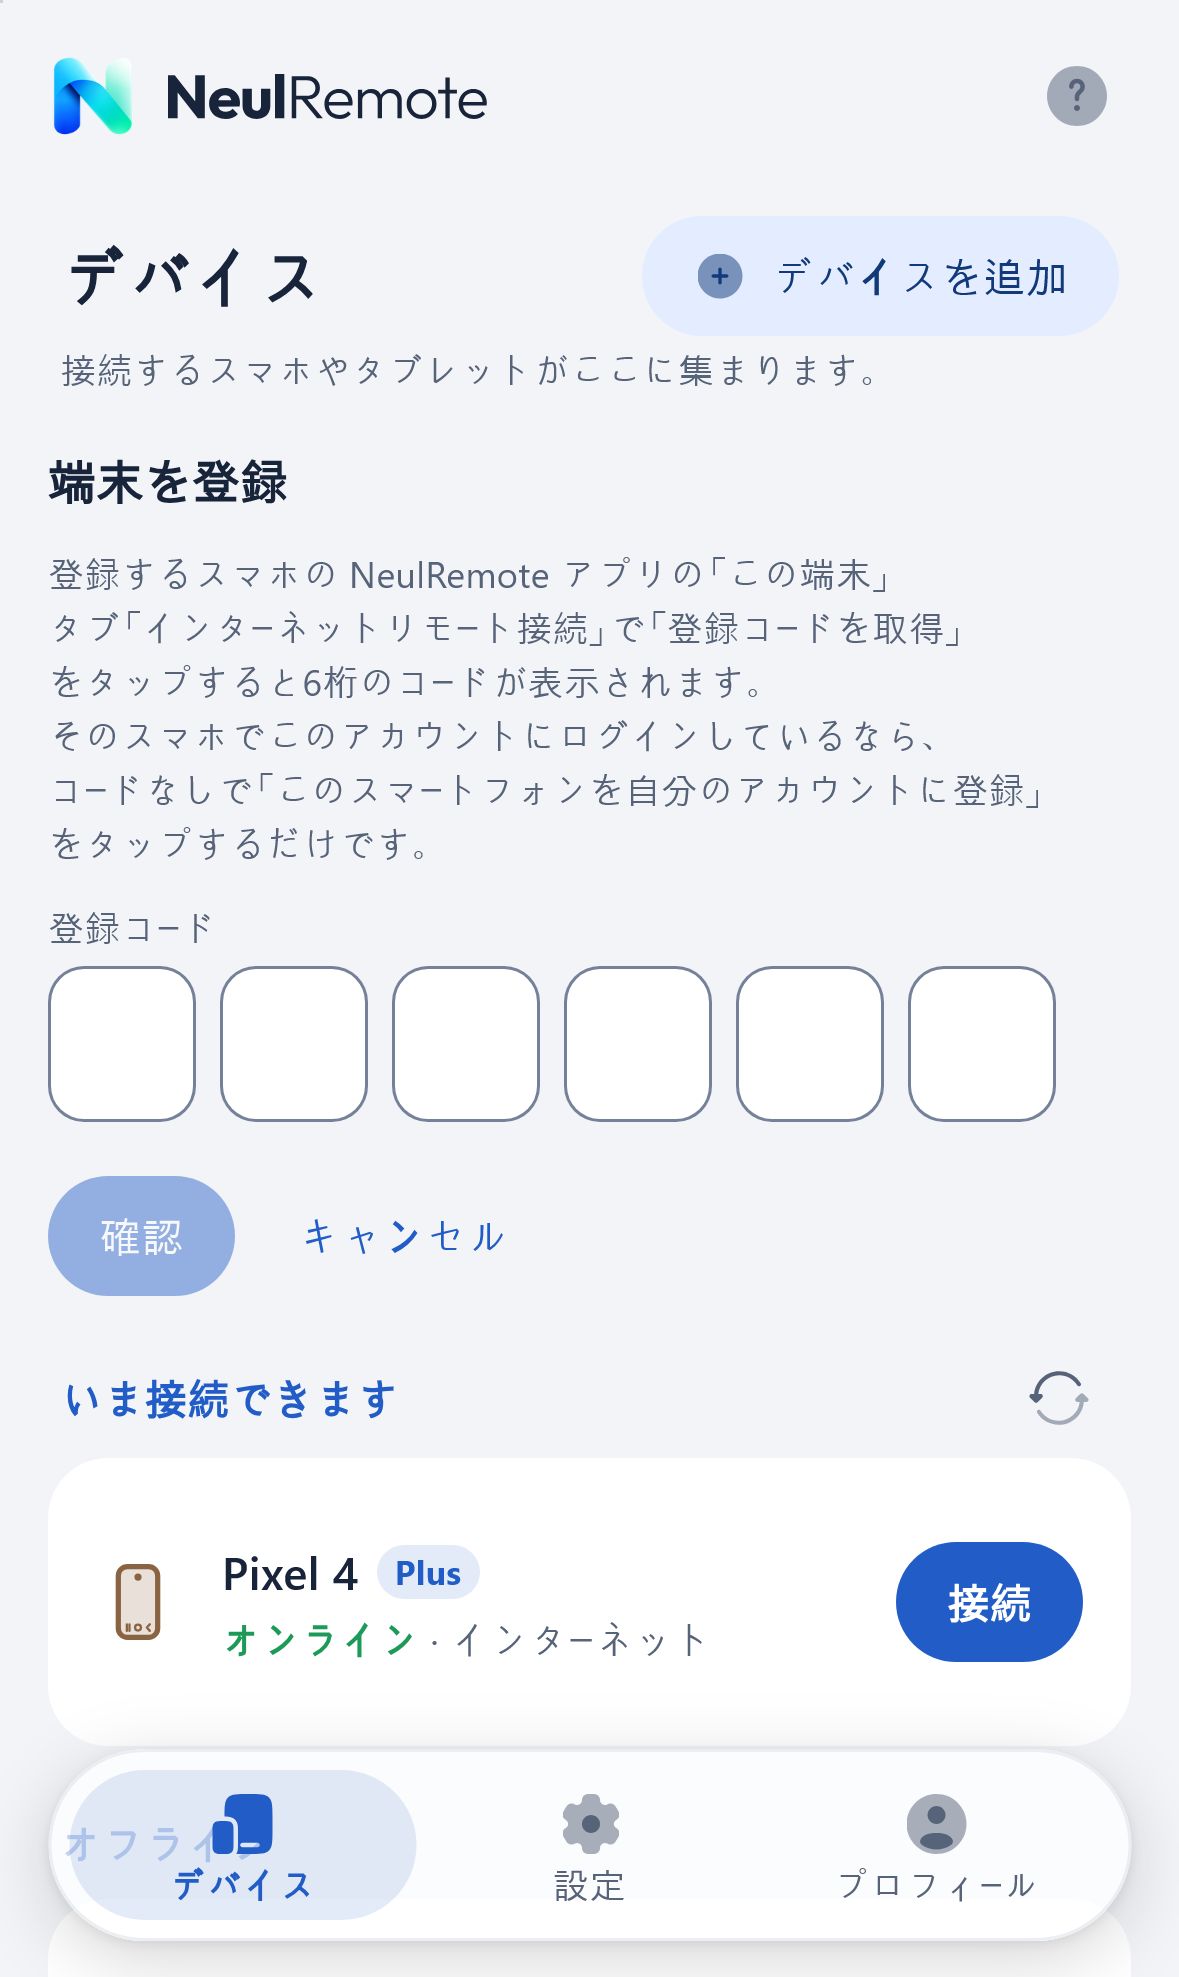 NeulRemote
?
デバイス
デバイスを追加
接続するスマホやタブレットがここに集まります。
端末を登録
登録するスマホの NeulRemote アプリの「この端末」
タブ「インターネットリモート接続」で「登録コードを取得」
をタップすると6桁のコードが表示されます。
そのスマホでこのアカウントにログインしているなら、
コードなしで「このスマートフォンを自分のアカウントに登録」
をタップするだけです。
登録コード
確認
キャンセル
いま接続できます
Pixel 4 Plus
オンライン · インターネット
接続
オフライン
デバイス
設定
プロフィール